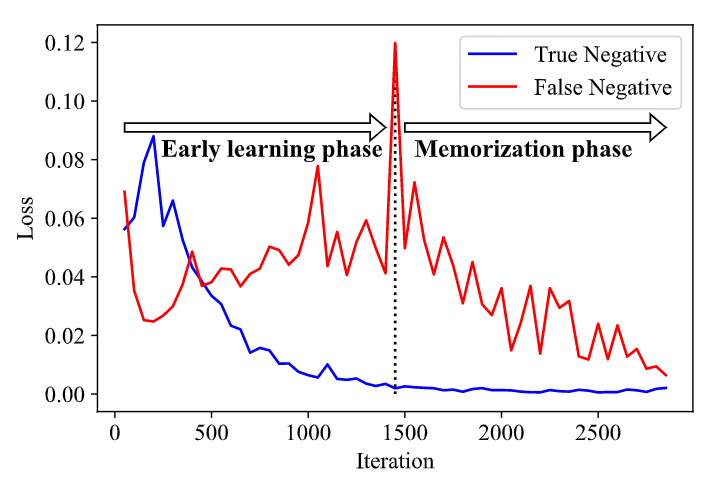 0.12
0.10
0.08
0.06
0.04
0.02
0.00
Loss
True Negative
False Negative
Early learning phase
Memorization phase
0
500
1000
1500
2000
2500
Iteration